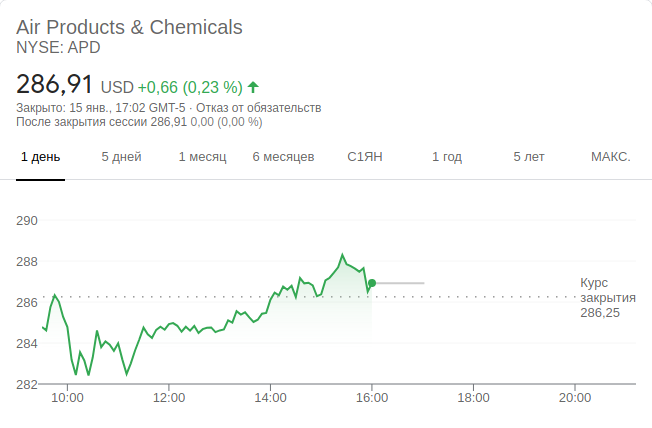 Air Products & Chemicals
NYSE: APD
286,91 USD +0,66 (0,23 %)
Закрыто: 15 янв., 17:02 GMT-5 · Отказ от обязательств
После закрытия сессии 286,91 0,00 (0,00 %)
1 день 5 дней 1 месяц 6 месяцев С1ЯН 1 год 5 лет МАКС.
290
288
286
284
282
Курс
закрытия
286,25
10:00 12:00 14:00 16:00 18:00 20:00